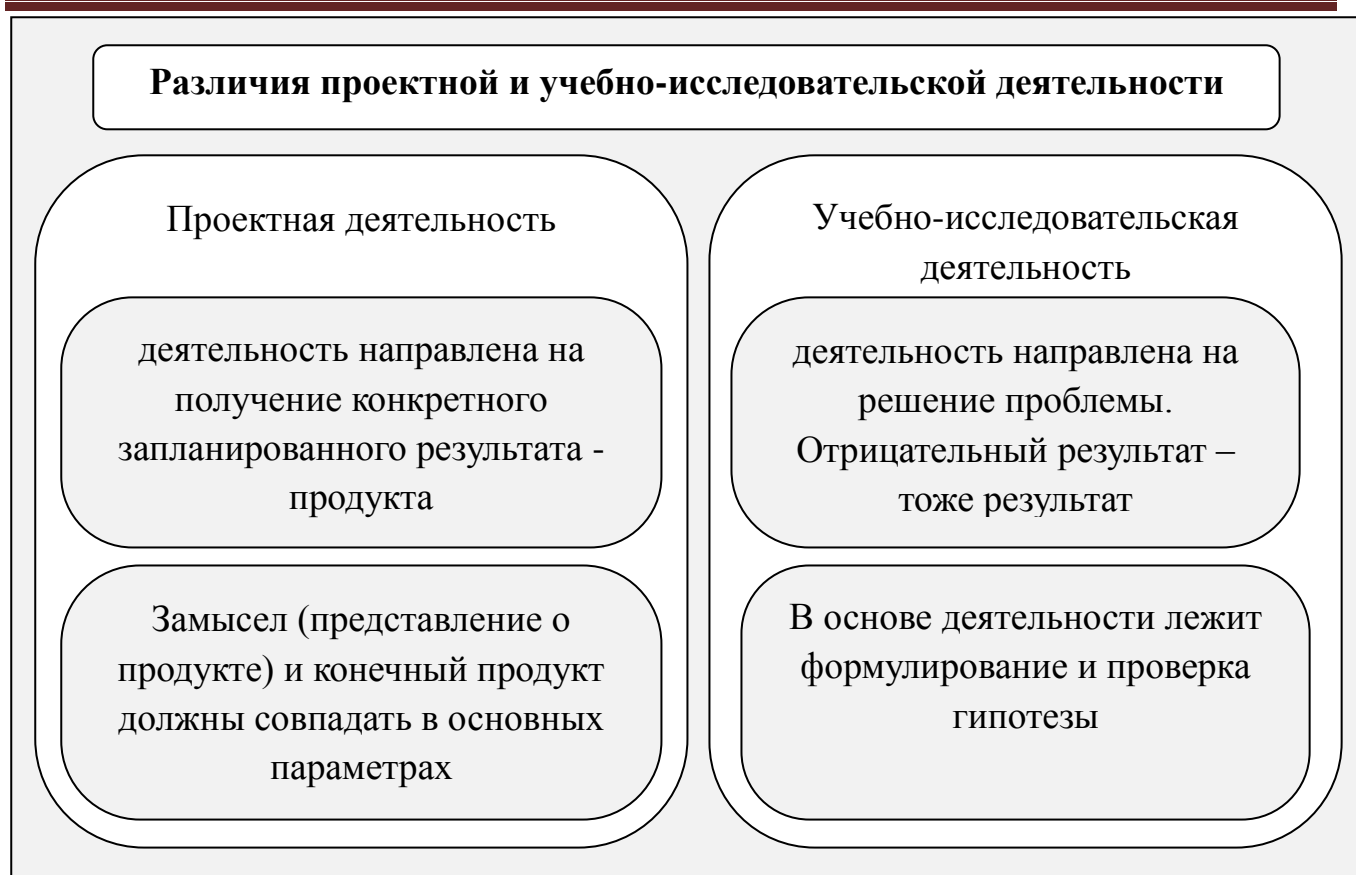 Различия проектной и учебно-исследовательской деятельности
Проектная деятельность
деятельность направлена на
получение конкретного
запланированного результата -
продукта
Замысел (представление о
продукте) и конечный продукт
должны совпадать в основных
параметрах
Учебно-исследовательская
деятельность
деятельность направлена на
решение проблемы.
Отрицательный результат –
тоже результат
В основе деятельности лежит
формулирование и проверка
гипотезы